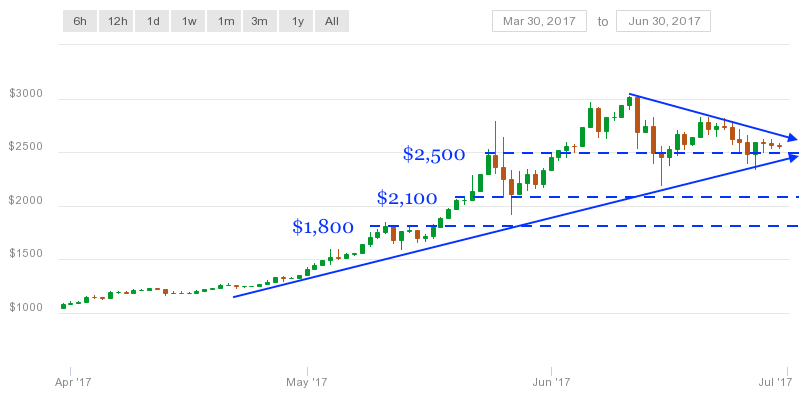 6h 12h 1d 1w 1m 3m 1y All
Mar 30, 2017 to Jun 30, 2017
$3000
$2500
$2,500
$2000
$2,100
$1,800
$1500
$1000
Apr '17 May '17 Jun '17 Jul '17